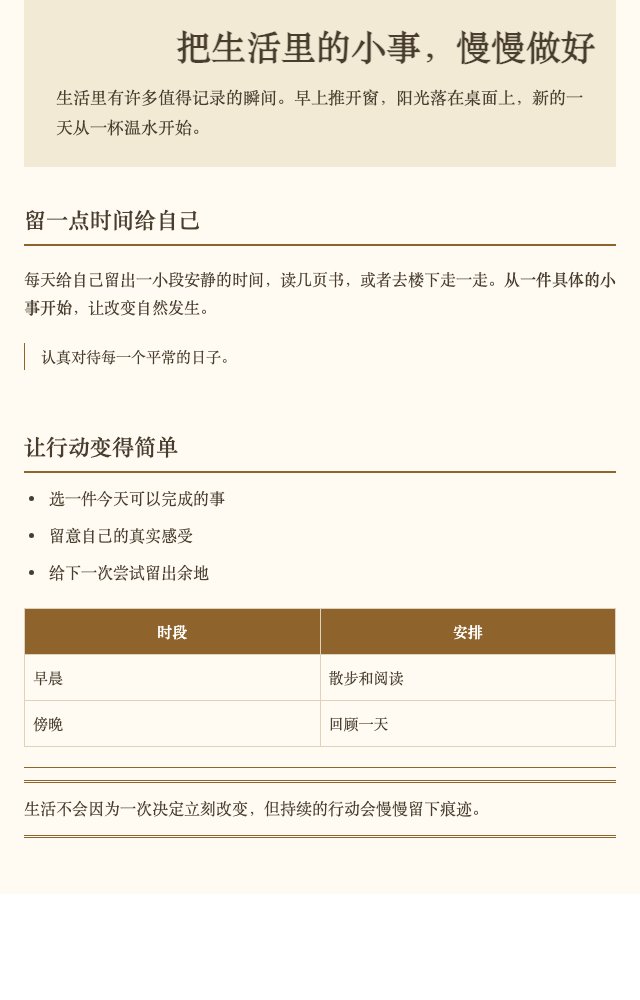 把生活里的小事，慢慢做好
生活里有许多值得记录的瞬间。早上推开窗，阳光落在桌面上，新的一
天从一杯温水开始。
留一点时间给自己
每天给自己留出一小段安静的时间，读几页书，或者去楼下走一走。从一件具体的小
事开始，让改变自然发生。
认真对待每一个平常的日子。
让行动变得简单
• 选一件今天可以完成的事
• 留意自己的真实感受
• 给下一次尝试留出余地
时段 安排
早晨 散步和阅读
傍晚 回顾一天
生活不会因为一次决定立刻改变，但持续的行动会慢慢留下痕迹。